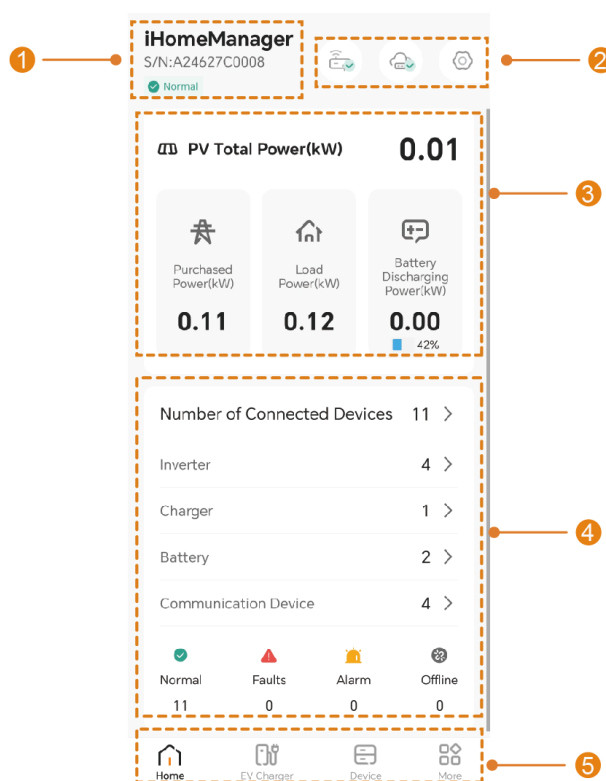 iHomeManager
S/N:A24627C0008
Normal
1
2
PV Total Power(kW) 0.01
3
Purchased
Power(kW)
0.11
Load
Power(kW)
0.12
Battery
Discharging
Power(kW)
0.00
42%
Number of Connected Devices 11
Inverter 4
Charger 1
4
Battery 2
Communication Device 4
Normal Faults Alarm Offline
11 0 0 0
5
Home EV Charger Device More